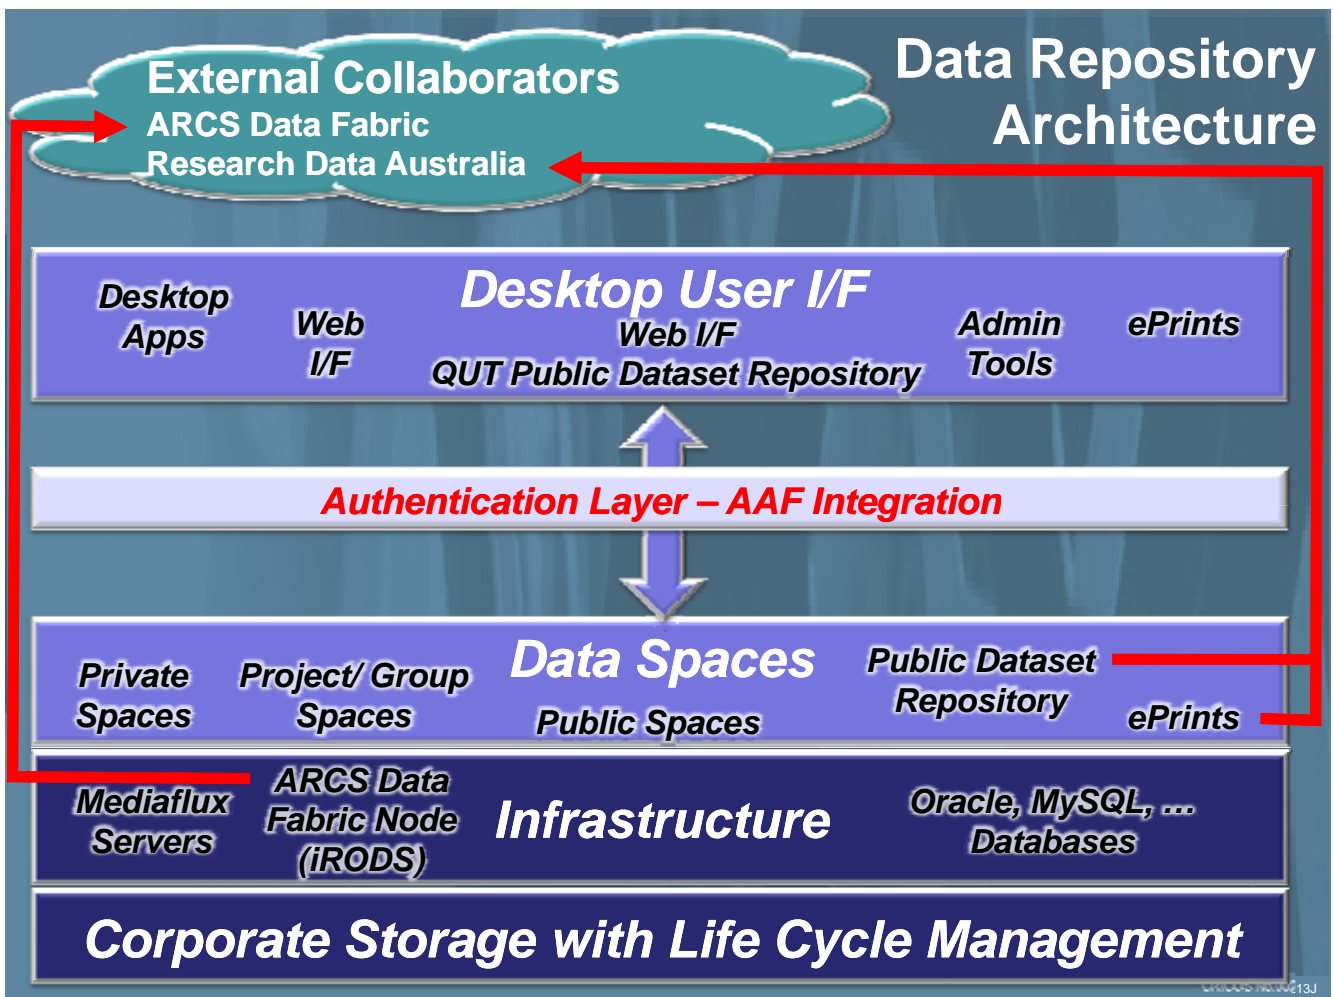 Data Repository
Architecture
External Collaborators
ARCS Data Fabric
Research Data Australia
Desktop User I/F
Desktop
Apps
Web
I/F
Web I/F
QUT Public Dataset Repository
Admin
Tools
ePrints
Authentication Layer – AAF Integration
Data Spaces
Private
Spaces
Project/ Group
Spaces
Public Spaces
Public Dataset
Repository
ePrints
Infrastructure
Mediaflux
Servers
ARCS Data
Fabric Node
(iRODS)
Oracle, MySQL, …
Databases
Corporate Storage with Life Cycle Management